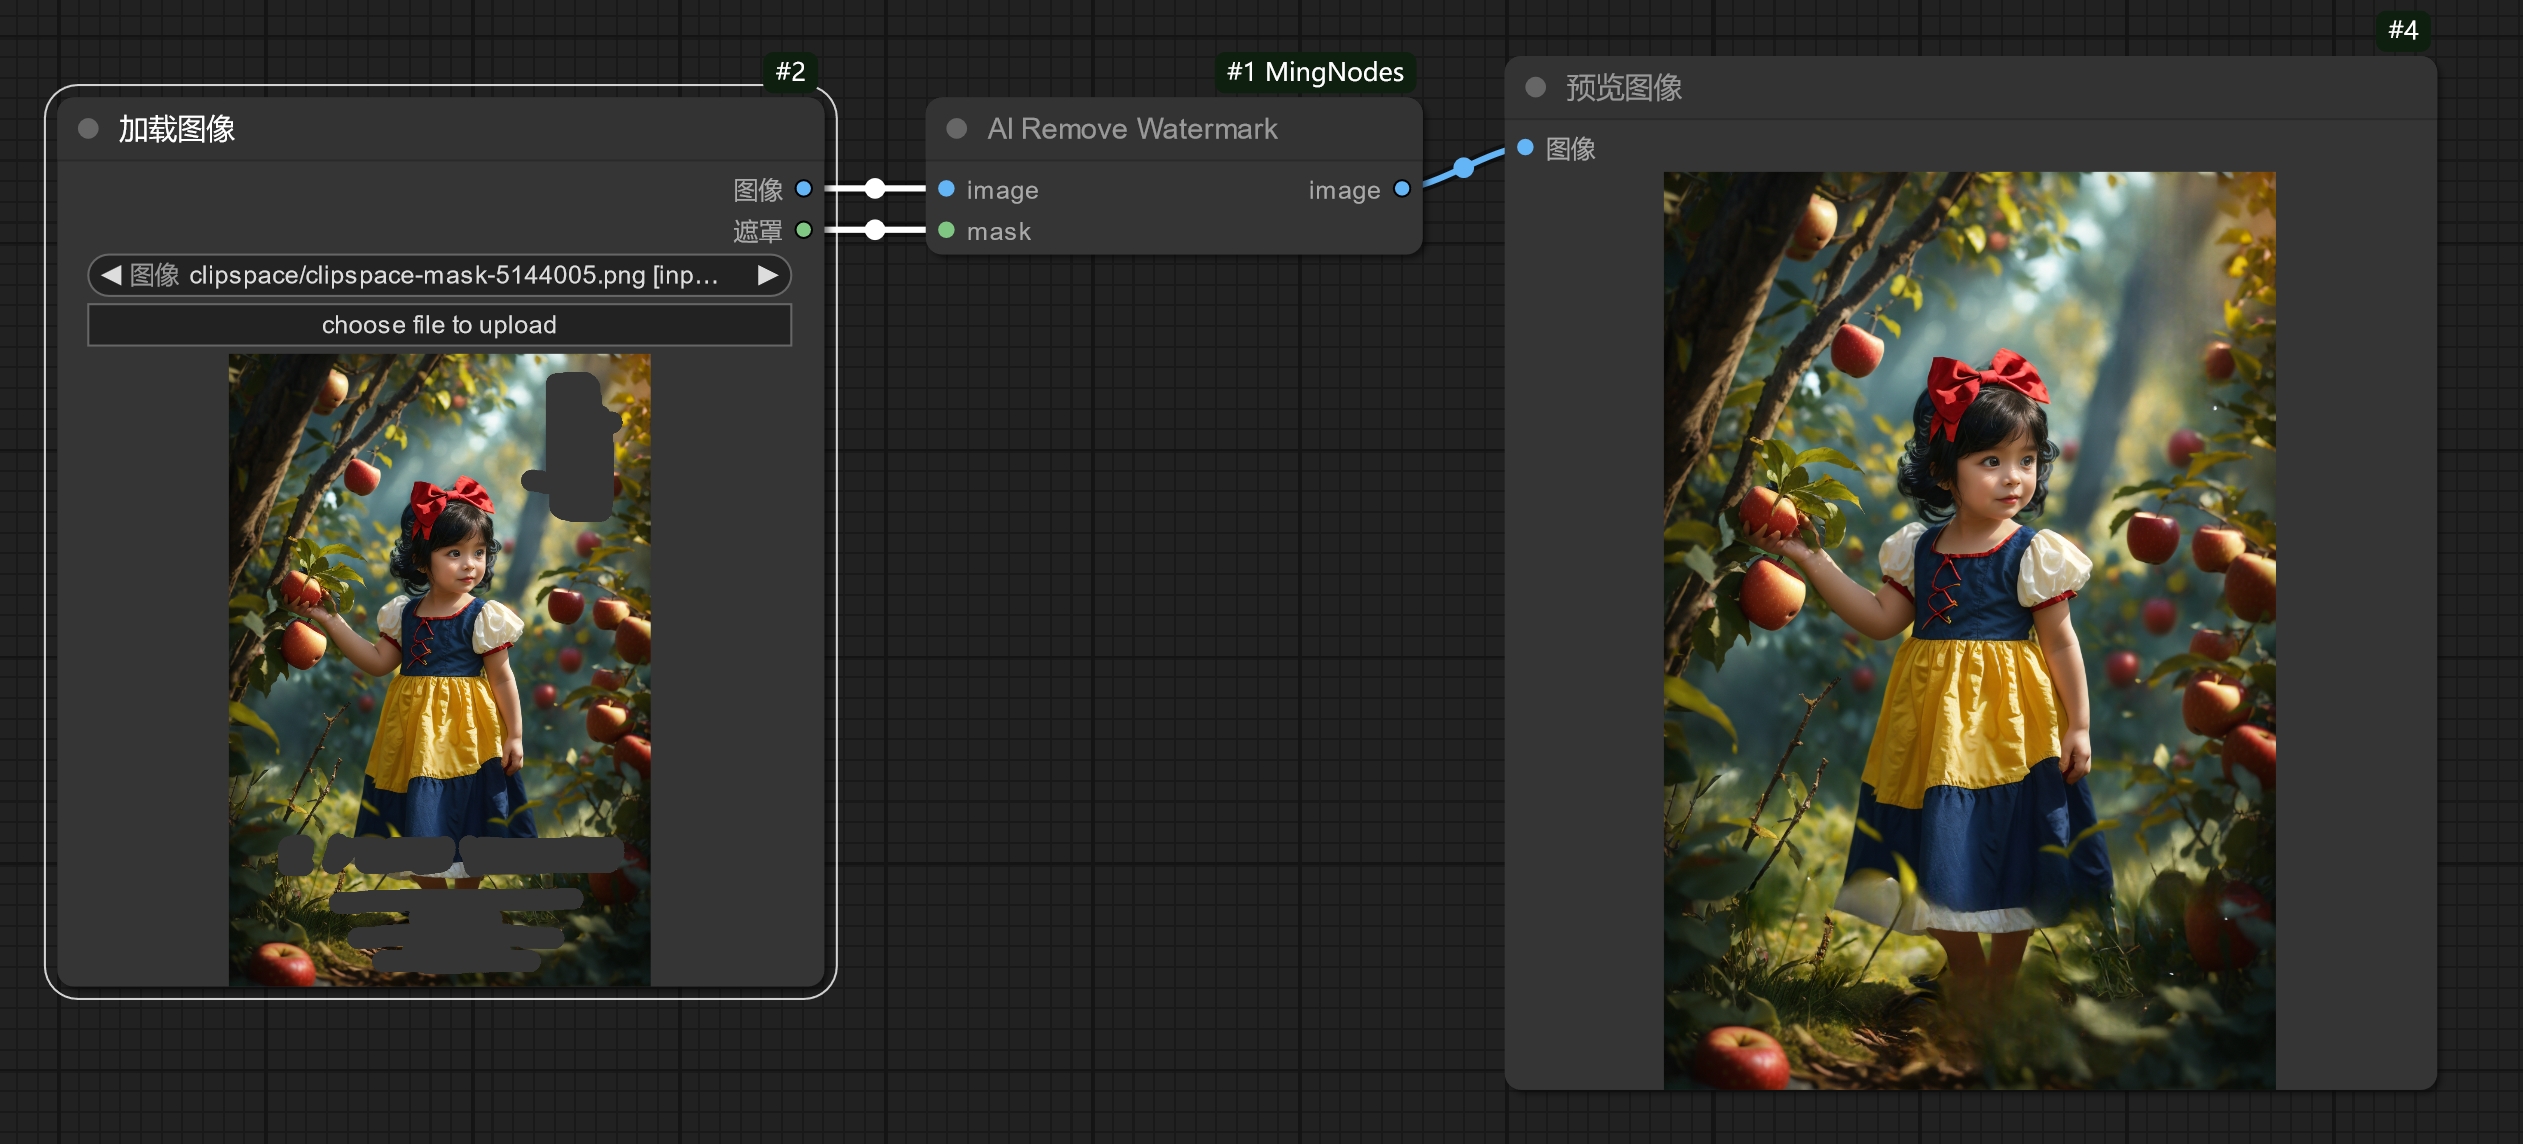 #2
加载图像
图像
遮罩
图像 clipspace/clipspace-mask-5144005.png [inp...
choose file to upload
#1 MingNodes
AI Remove Watermark
image
image
mask
#4
预览图像
图像